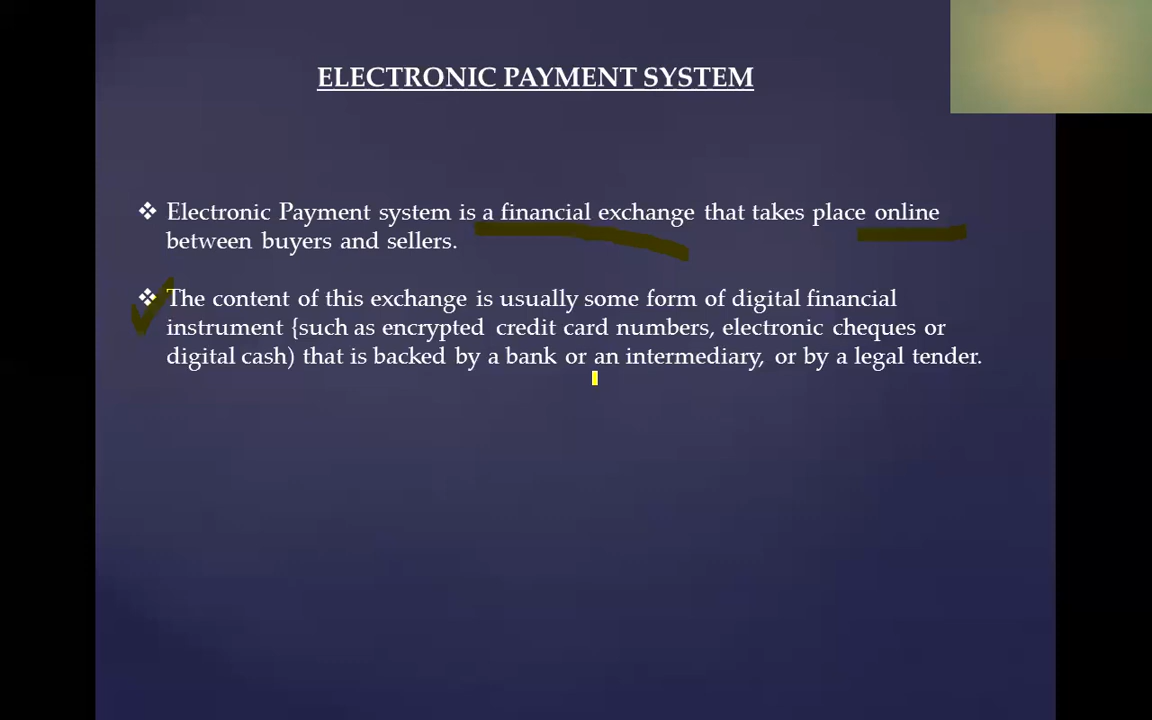 ELECTRONIC PAYMENT SYSTEM
❖ Electronic Payment system is a financial exchange that takes place online
between buyers and sellers.
❖ The content of this exchange is usually some form of digital financial
instrument {such as encrypted credit card numbers, electronic cheques or
digital cash) that is backed by a bank or an intermediary, or by a legal tender.